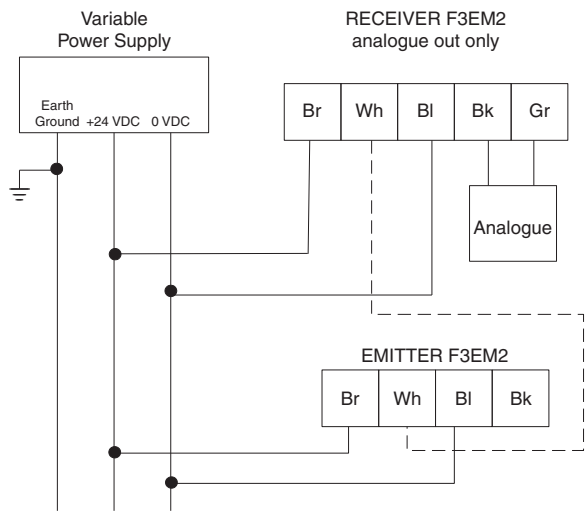 Variable
Power Supply
Earth
Ground +24 VDC 0 VDC
RECEIVER F3EM2
analogue out only
Br Wh Bl Bk Gr
Analogue
EMITTER F3EM2
Br Wh Bl Bk